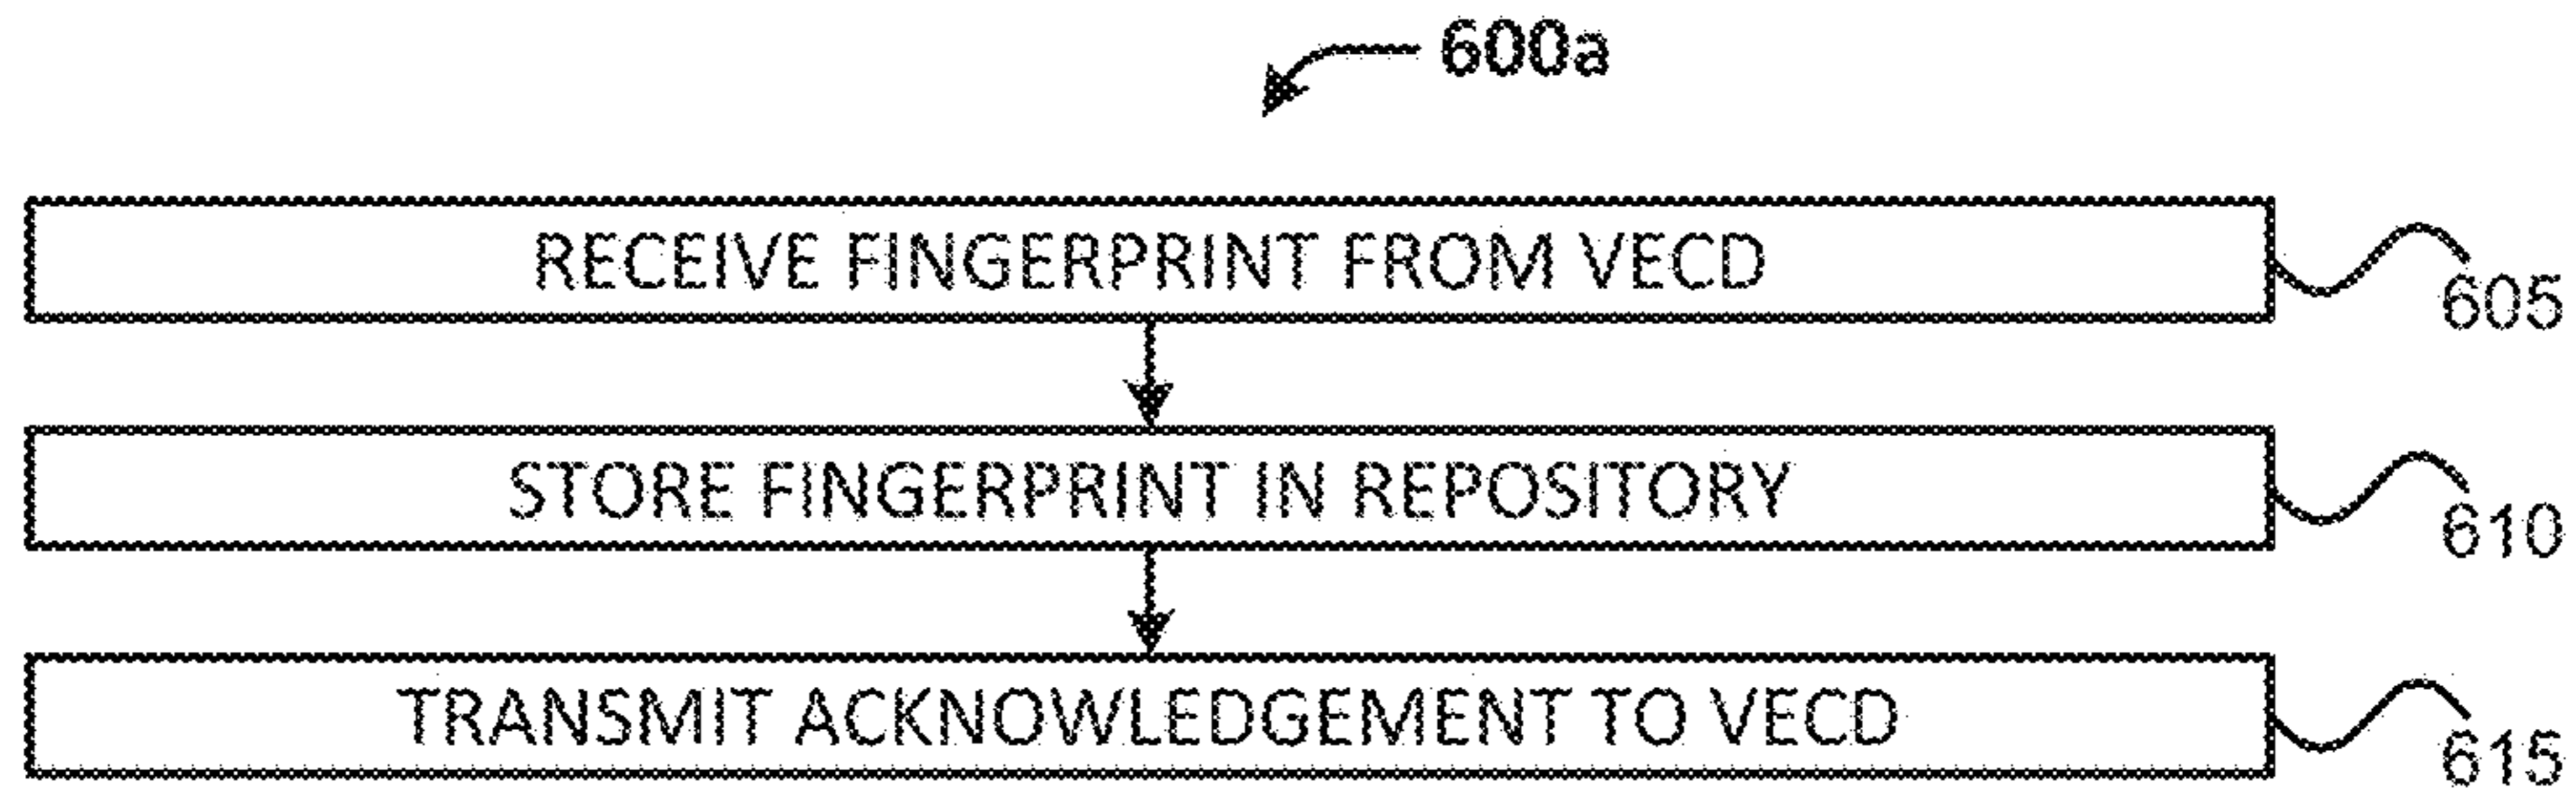 600a
RECEIVE FINGERPRINT FROM VECD
605
STORE FINGERPRINT IN REPOSITORY
610
TRANSMIT ACKNOWLEDGEMENT TO VECD
615